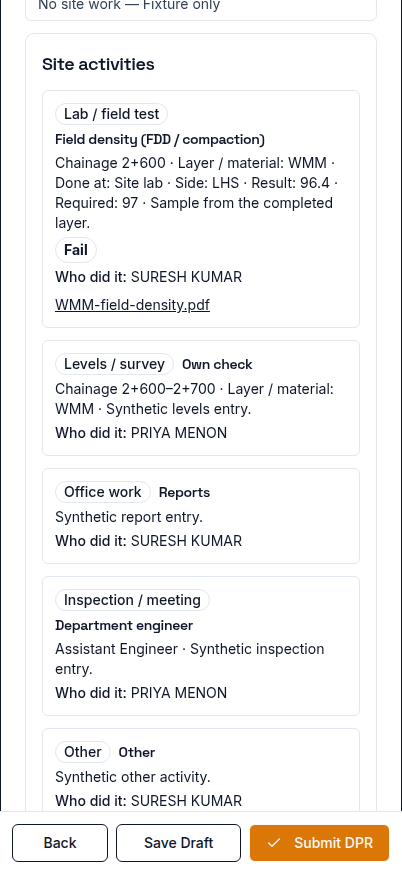 No site work — Fixture only
Site activities
Lab / field test
Field density (FDD / compaction)
Chainage 2+600 · Layer / material: WMM ·
Done at: Site lab · Side: LHS · Result: 96.4 ·
Required: 97 · Sample from the completed
layer.
Fail
Who did it: SURESH KUMAR
WMM-field-density.pdf
Levels / survey Own check
Chainage 2+600–2+700 · Layer / material:
WMM · Synthetic levels entry.
Who did it: PRIYA MENON
Office work Reports
Synthetic report entry.
Who did it: SURESH KUMAR
Inspection / meeting
Department engineer
Assistant Engineer · Synthetic inspection
entry.
Who did it: PRIYA MENON
Other Other
Synthetic other activity.
Who did it: SURESH KUMAR
Back Save Draft Submit DPR